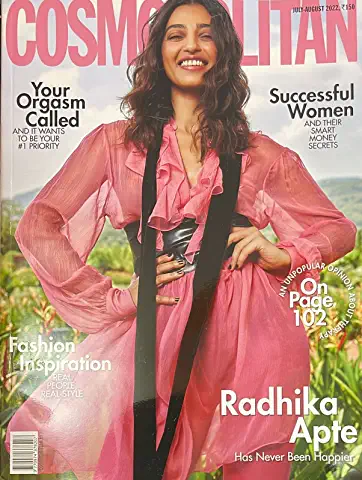 COSMOPOLITAN
JULY-AUGUST 2022, ₹150
Your
Orgasm
Called
AND IT WANTS
TO BE YOUR
#1 PRIORITY
Successful
Women
AND THEIR
SMART
MONEY
SECRETS
AN UNPOPULAR OPINION ABOUT THERAPY
On
Page
102
Fashion
Inspiration
REAL
PEOPLE,
REAL STYLE
Radhika
Apte
Has Never Been Happier